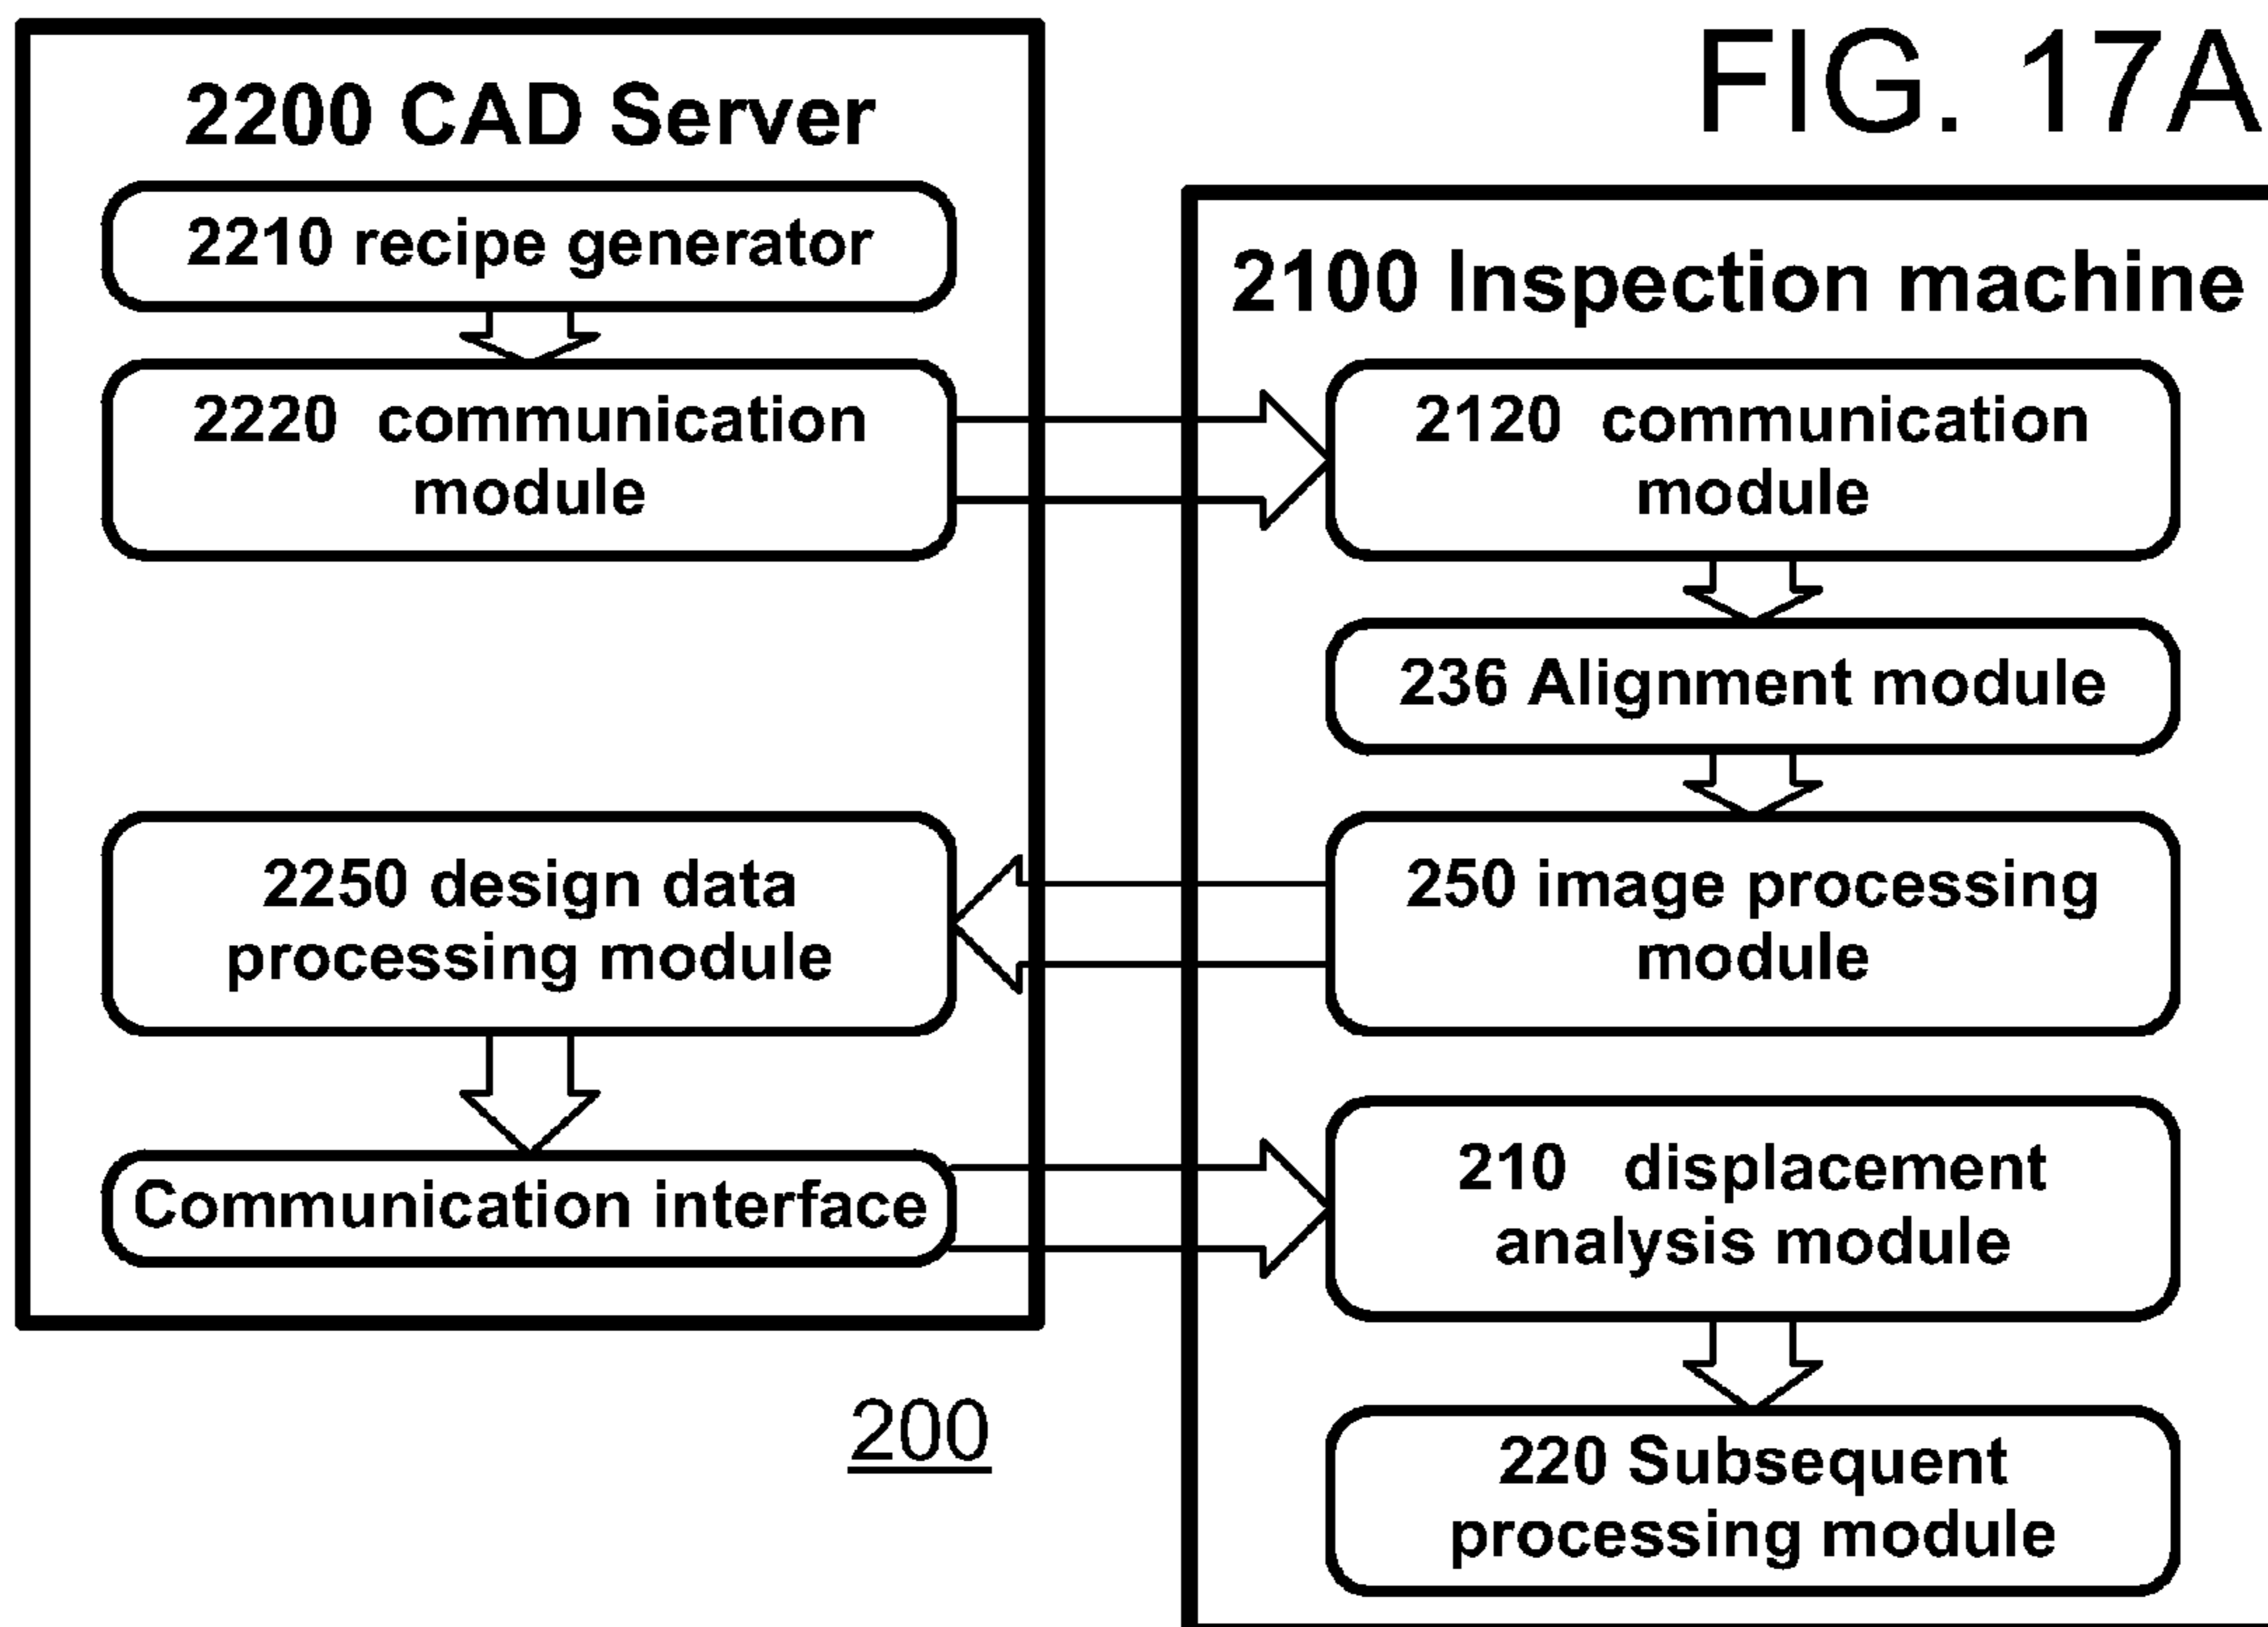 FIG. 17A
2200 CAD Server
2210 recipe generator
2220 communication
module
2250 design data
processing module
Communication interface
200
2100 Inspection machine
2120 communication
module
236 Alignment module
250 image processing
module
210 displacement
analysis module
220 Subsequent
processing module